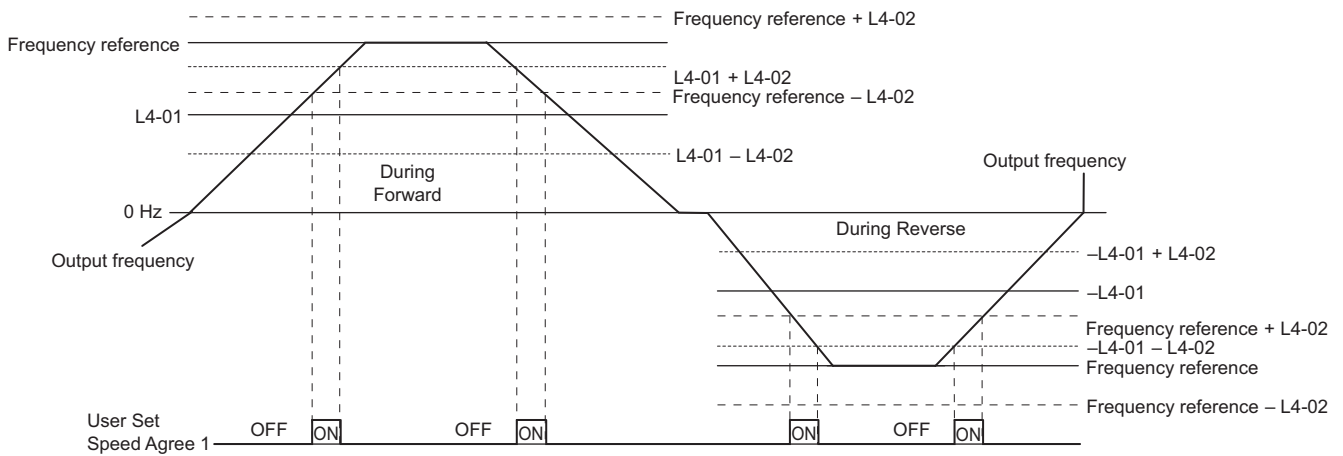 Frequency reference + L4-02
Frequency reference
L4-01 + L4-02
Frequency reference – L4-02
L4-01
L4-01 – L4-02
During
Forward
Output frequency
0 Hz
During Reverse
Output frequency
–L4-01 + L4-02
–L4-01
Frequency reference + L4-02
–L4-01 – L4-02
Frequency reference
Frequency reference – L4-02
User Set
Speed Agree 1
OFF
ON
OFF
ON
ON
OFF
ON